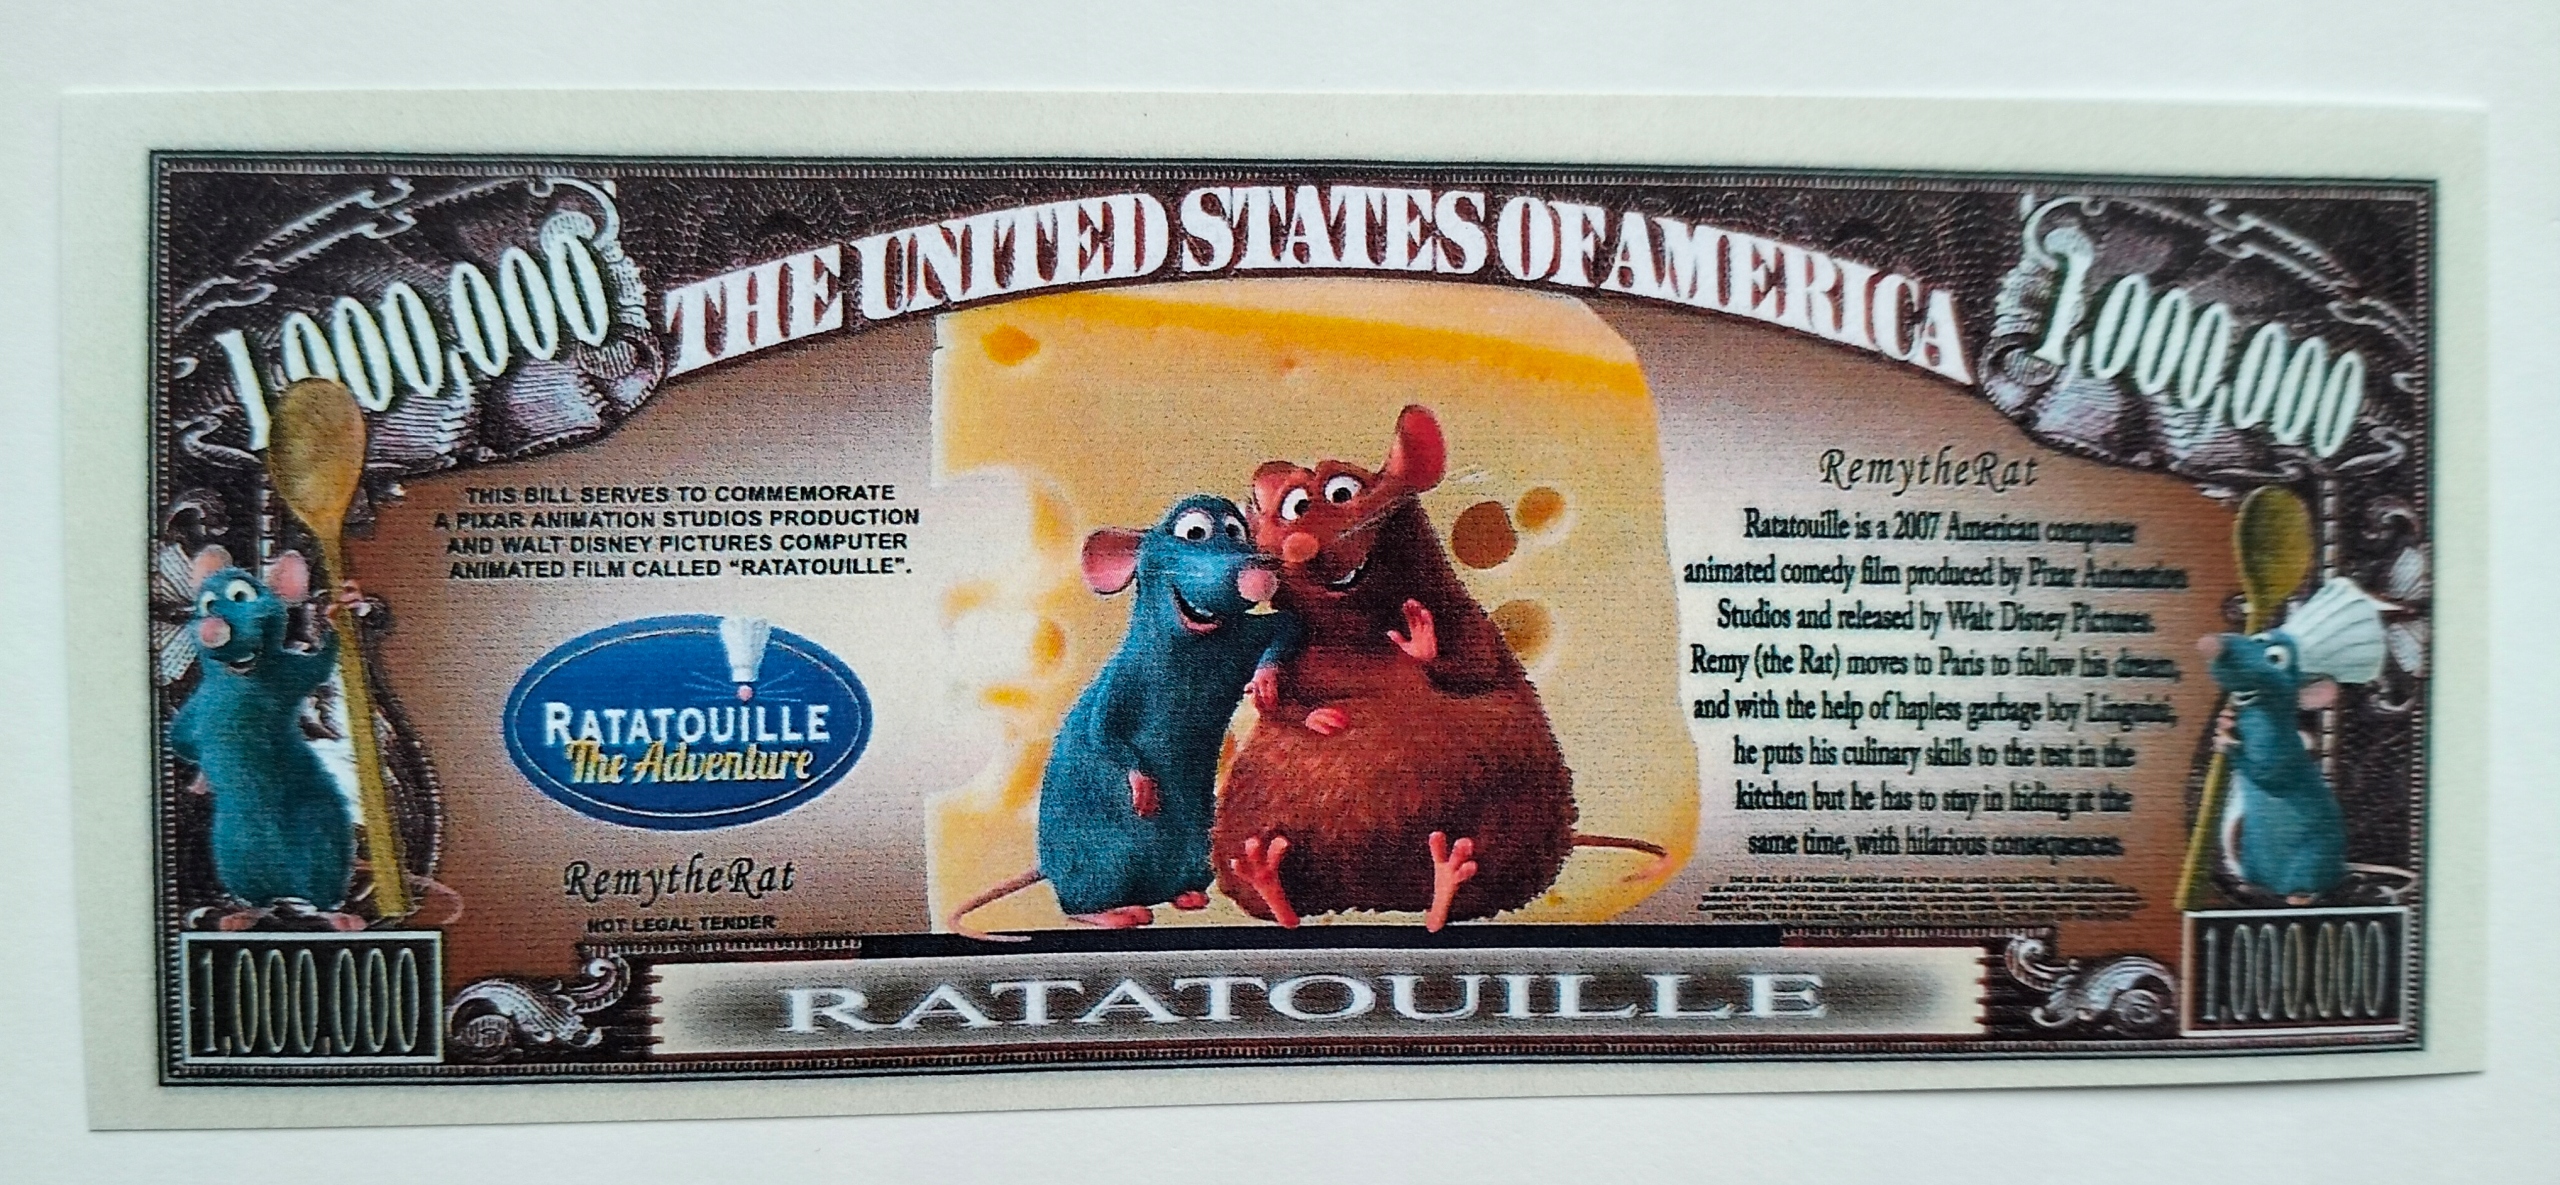 THE UNITED STATES OF AMERICA
1,000,000
1,000,000
THIS BILL SERVES TO COMMEMORATE
A PIXAR ANIMATION STUDIOS PRODUCTION
AND WALT DISNEY PICTURES COMPUTER
ANIMATED FILM CALLED “RATATOUILLE”.
RATATOUILLE
The Adventure
RemytheRat
NOT LEGAL TENDER
RemytheRat
Ratatouille is a 2007 American computer
animated comedy film produced by Pixar Animation
Studios and released by Walt Disney Pictures.
Remy (the Rat) moves to Paris to follow his dream,
and with the help of hapless garbage boy Linguini,
he puts his culinary skills to the test in the
kitchen but he has to stay in hiding at the
same time, with hilarious consequences.
THIS BILL IS A
1,000,000
RATATOUILLE
1,000,000